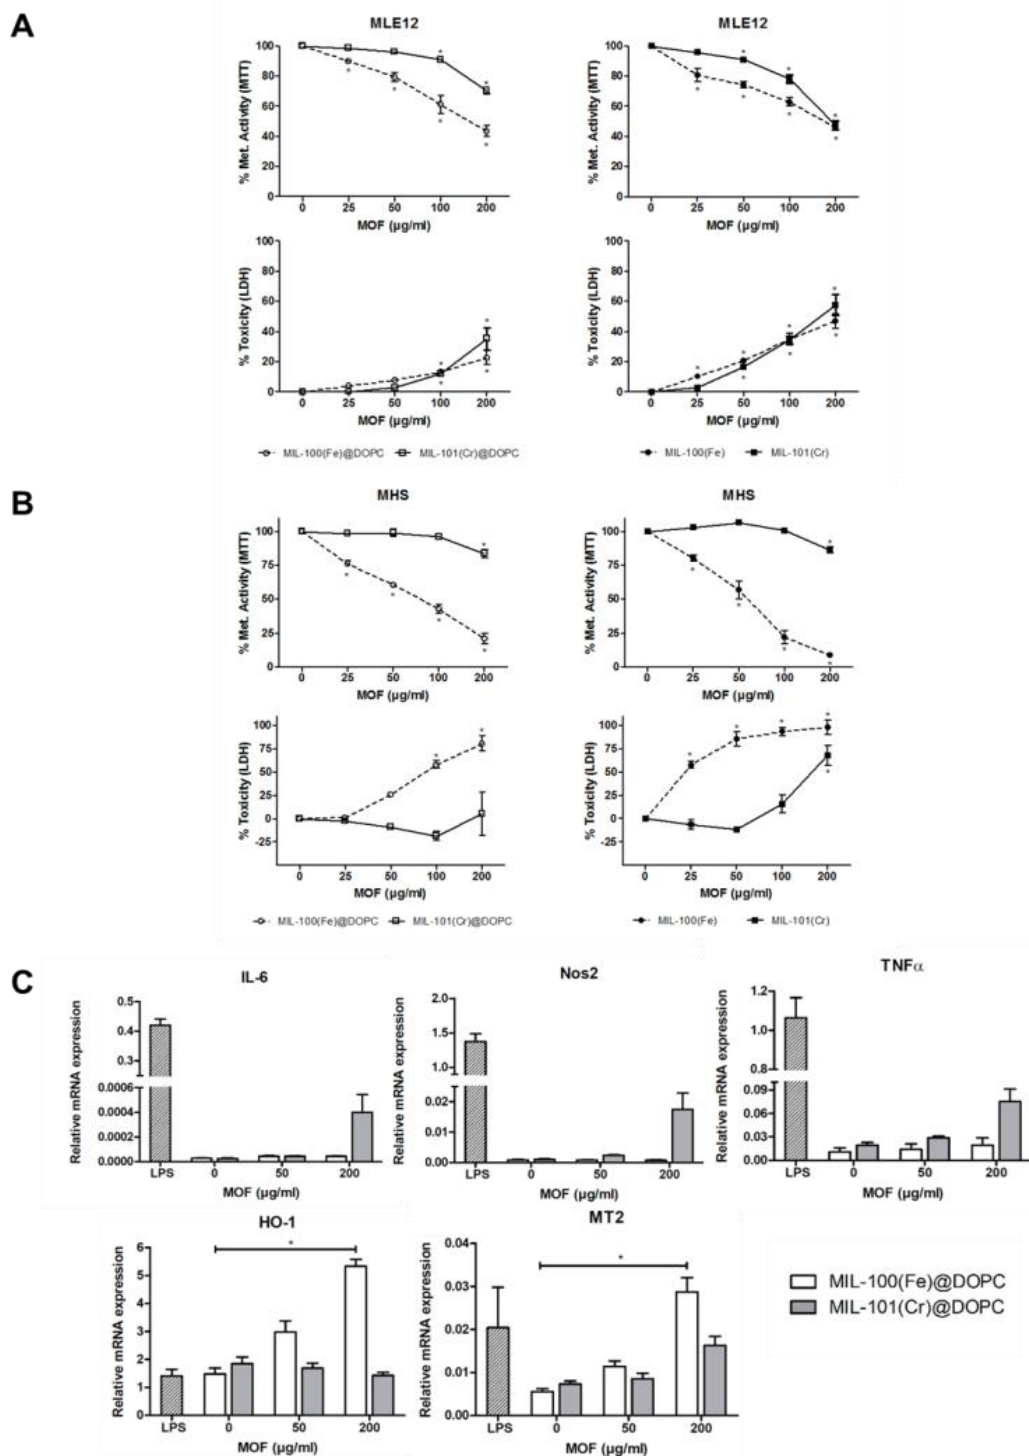 A
MLE12
% Met. Activity (MTT)
100
80
60
40
20
0
0 25 50 100 200
MOF (µg/ml)
MLE12
% Met. Activity (MTT)
100
80
60
40
20
0
0 25 50 100 200
MOF (µg/ml)
% Toxicity (LDH)
100
80
60
40
20
0
0 25 50 100 200
MOF (µg/ml)
% Toxicity (LDH)
100
80
60
40
20
0
0 25 50 100 200
MOF (µg/ml)
MIL-100(Fe)@DOPC MIL-101(Cr)@DOPC
MIL-100(Fe) MIL-101(Cr)
B
MHS
% Met. Activity (MTT)
100
75
50
25
0
0 25 50 100 200
MOF (µg/ml)
MHS
% Met. Activity (MTT)
100
75
50
25
0
0 25 50 100 200
MOF (µg/ml)
% Toxicity (LDH)
100
75
50
25
0
-25
0 25 50 100 200
MOF (µg/ml)
% Toxicity (LDH)
100
75
50
25
0
-25
0 25 50 100 200
MOF (µg/ml)
MIL-100(Fe)@DOPC MIL-101(Cr)@DOPC
MIL-100(Fe) MIL-101(Cr)
C
IL-6
Relative mRNA expression
0.5
0.4
0.3
0.0006
0.0004
0.0002
0.0000
LPS 0 50 200
MOF (µg/ml)
Nos2
Relative mRNA expression
2.0
1.5
1.0
0.02
0.01
0.00
LPS 0 50 200
MOF (µg/ml)
TNFα
Relative mRNA expression
1.2
1.0
0.8
0.09
0.06
0.03
0.00
LPS 0 50 200
MOF (µg/ml)
HO-1
Relative mRNA expression
6
5
4
3
2
1
0
*
LPS 0 50 200
MOF (µg/ml)
MT2
Relative mRNA expression
0.04
0.03
0.02
0.01
0.00
*
LPS 0 50 200
MOF (µg/ml)
MIL-100(Fe)@DOPC
MIL-101(Cr)@DOPC